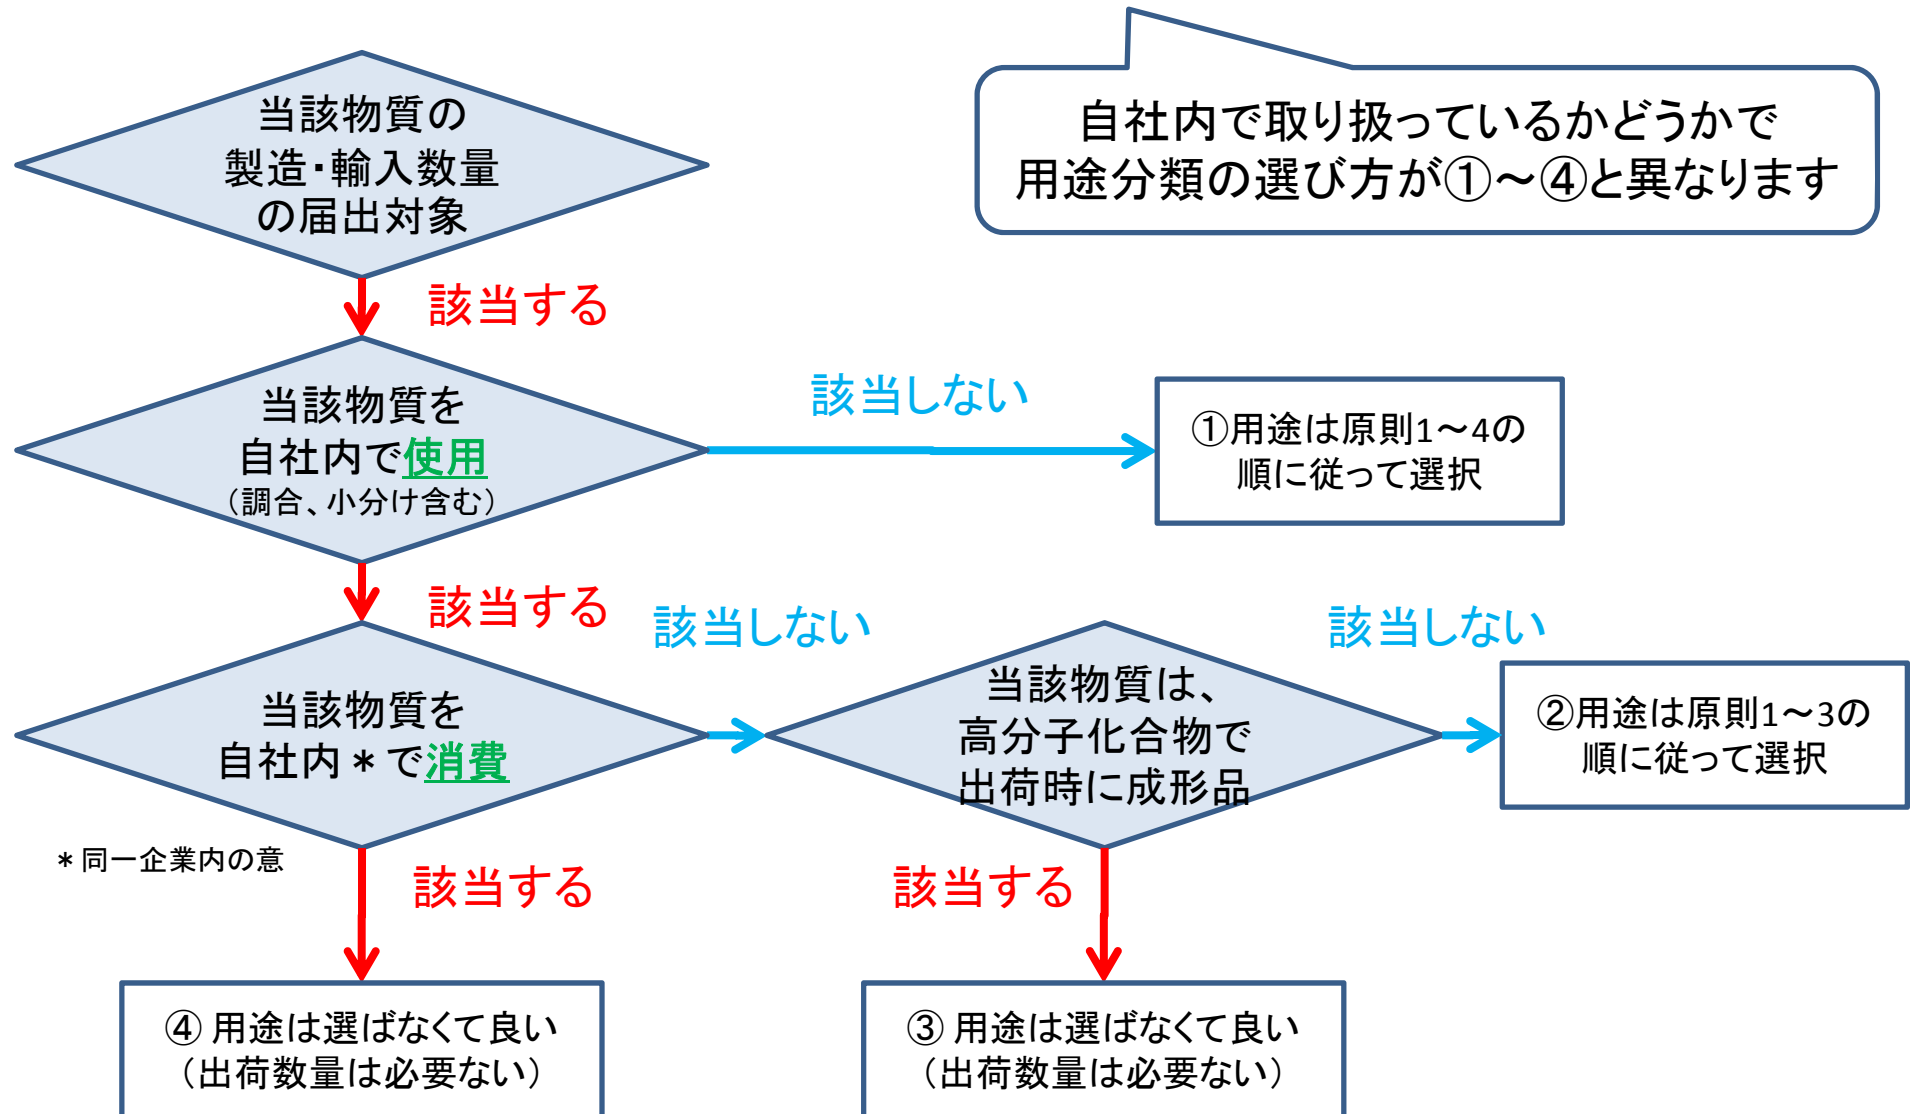 当該物質の
製造・輸入数量
の届出対象
自社内で取り扱っているかどうかで
用途分類の選び方が①～④と異なります
該当する
当該物質を
自社内で使用
（調合、小分け含む）
該当しない
①用途は原則1～4の
順に従って選択
該当する
当該物質を
自社内＊で消費
＊同一企業内の意
該当しない
当該物質は、
高分子化合物で
出荷時に成形品
該当しない
②用途は原則1～3の
順に従って選択
該当する
④ 用途は選ばなくて良い
（出荷数量は必要ない）
該当する
③ 用途は選ばなくて良い
（出荷数量は必要ない）